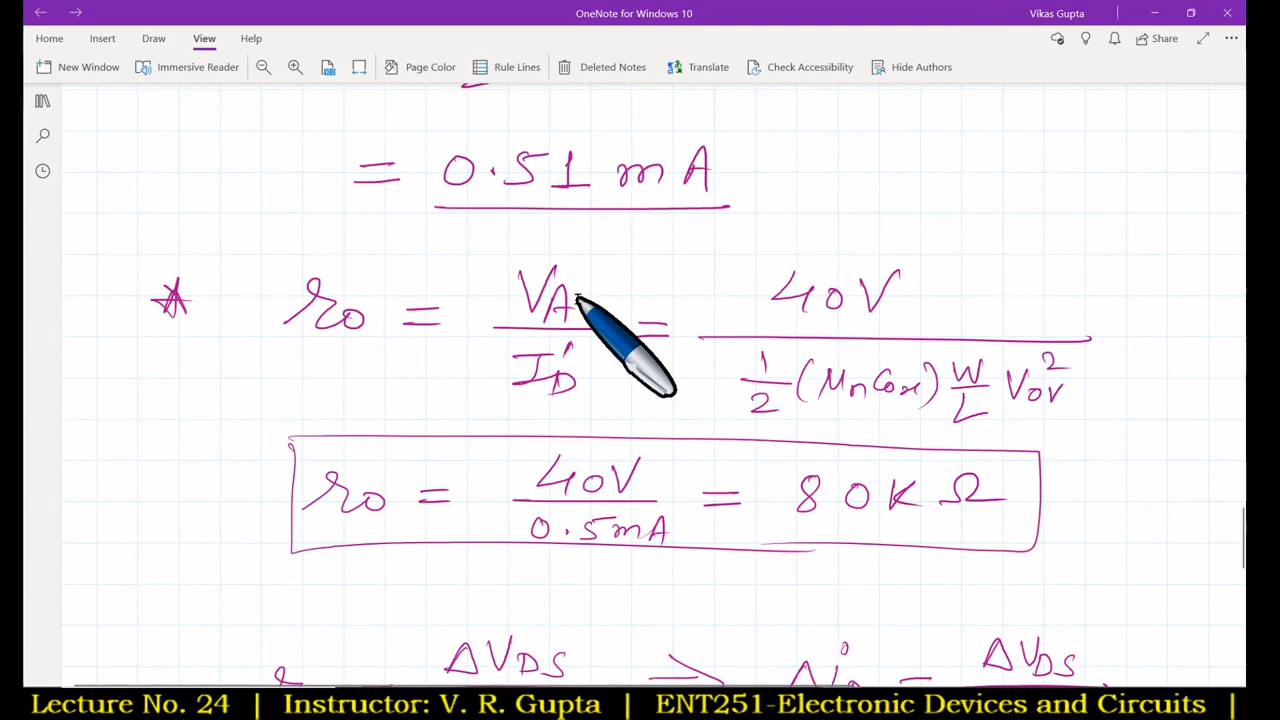 OneNote for Windows 10
Vikas Gupta
Home Insert Draw View Help
Share
New Window Immersive Reader Page Color Rule Lines Deleted Notes Translate Check Accessibility Hide Authors
= 0.51 mA
ro = VA / I'D = 40V / 1/2 (μnCox) W/L Vov²
ro = 40V / 0.5mA = 80K Ω
ΔVDS ΔVDS
Lecture No. 24 | Instructor: V. R. Gupta | ENT251-Electronic Devices and Circuits |